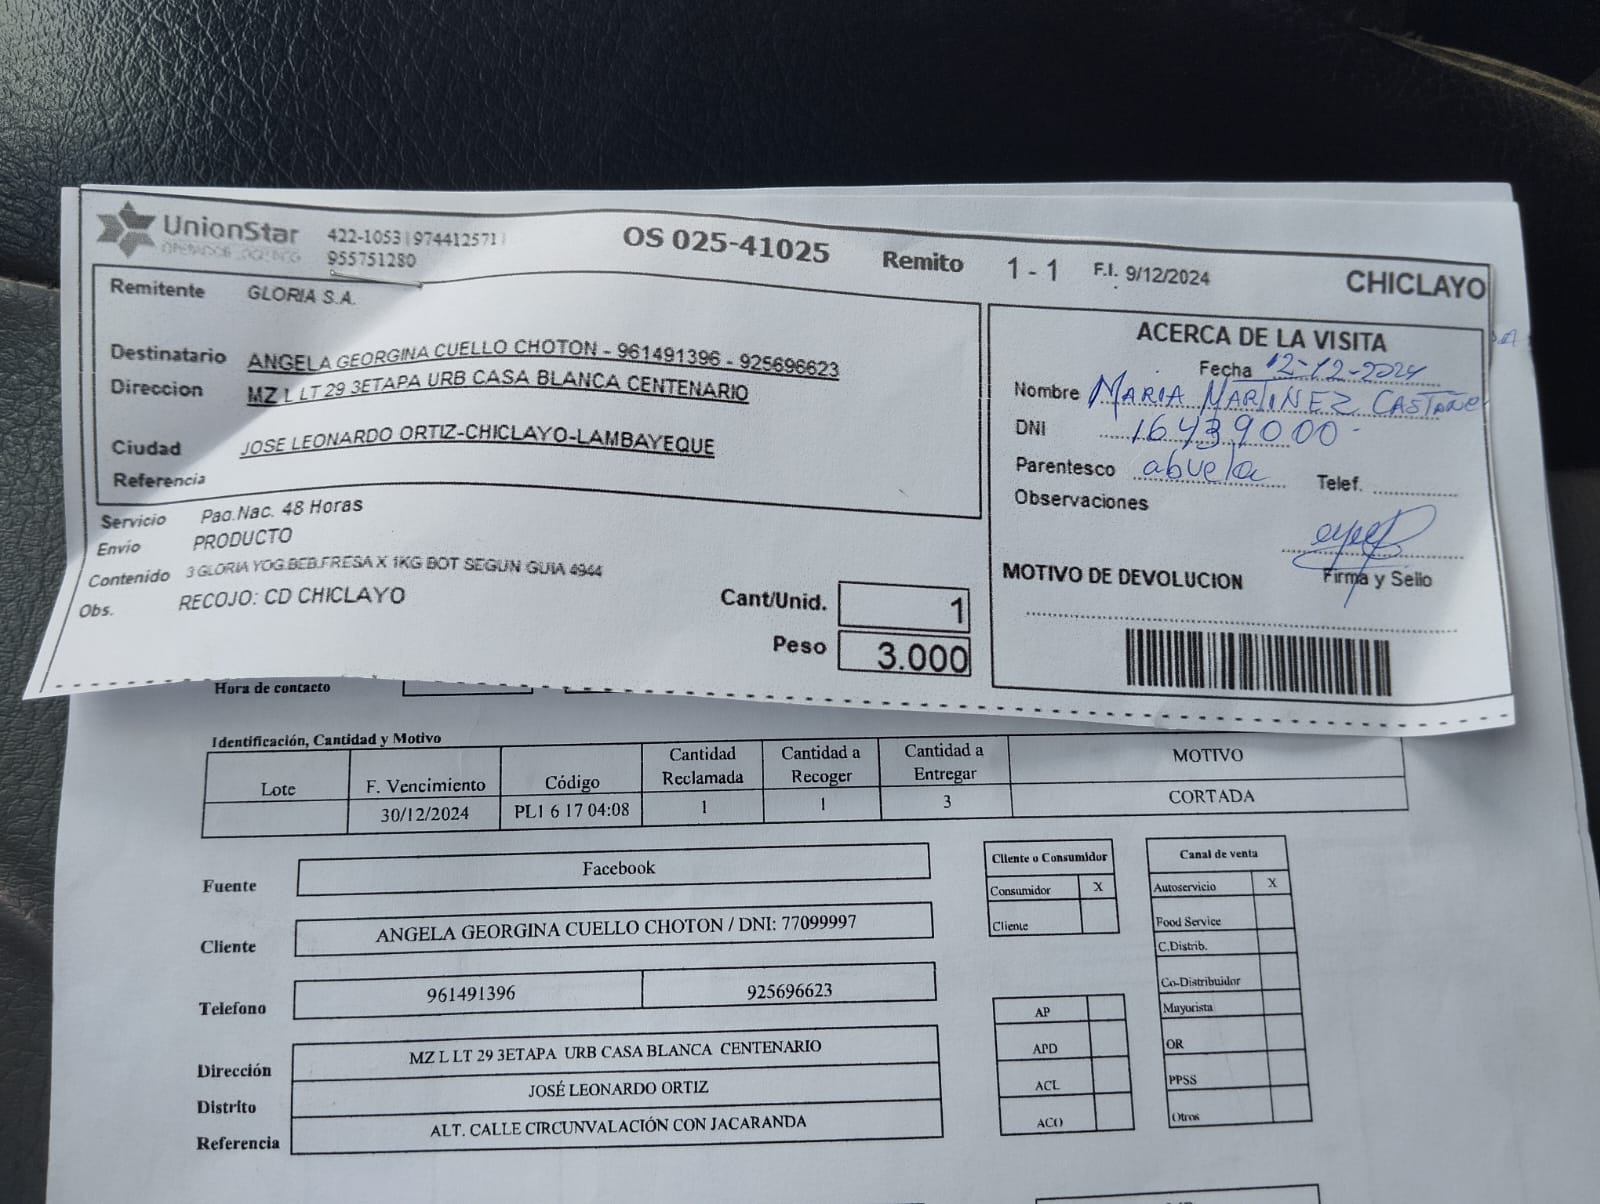 UnionStar
OPERADOR LOGISTICO
422-1053 | 974412571 |
955751280
OS 025-41025
Remito
1 - 1
F.I. 9/12/2024
CHICLAYO
Remitente GLORIA S.A.
Destinatario ANGELA GEORGINA CUELLO CHOTON - 961491396 - 925696623
Direccion MZ L LT 29 3ETAPA URB CASA BLANCA CENTENARIO
Ciudad JOSE LEONARDO ORTIZ-CHICLAYO-LAMBAYEQUE
Referencia
Servicio Paq.Nac. 48 Horas
Envío PRODUCTO
Contenido 3 GLORIA YOG.BEB.FRESA X 1KG BOT SEGUN GUIA 4944
Obs. RECOJO: CD CHICLAYO
Cant/Unid. 1
Peso 3.000
ACERCA DE LA VISITA
Fecha 12-12-2024
Nombre MARIA MARTINEZ CASTAÑE
DNI 16439000
Parentesco abuela Telef.
Observaciones
Firma y Sello
MOTIVO DE DEVOLUCION
Hora de contacto
Identificación, Cantidad y Motivo
Lote F. Vencimiento Código Cantidad Reclamada Cantidad a Recoger Cantidad a Entregar MOTIVO
30/12/2024 PL1 6 17 04:08 1 1 3 CORTADA
Fuente Facebook
Cliente ANGELA GEORGINA CUELLO CHOTON / DNI: 77099997
Telefono 961491396 925696623
Dirección MZ L LT 29 3ETAPA URB CASA BLANCA CENTENARIO
Distrito JOSÉ LEONARDO ORTIZ
Referencia ALT. CALLE CIRCUNVALACIÓN CON JACARANDA
Cliente o Consumidor
Consumidor X
Cliente
AP
APD
ACL
ACO
Canal de venta
Autoservicio X
Food Service
C.Distrib.
Co-Distribuidor
Mayorista
OR
PPSS
Otros